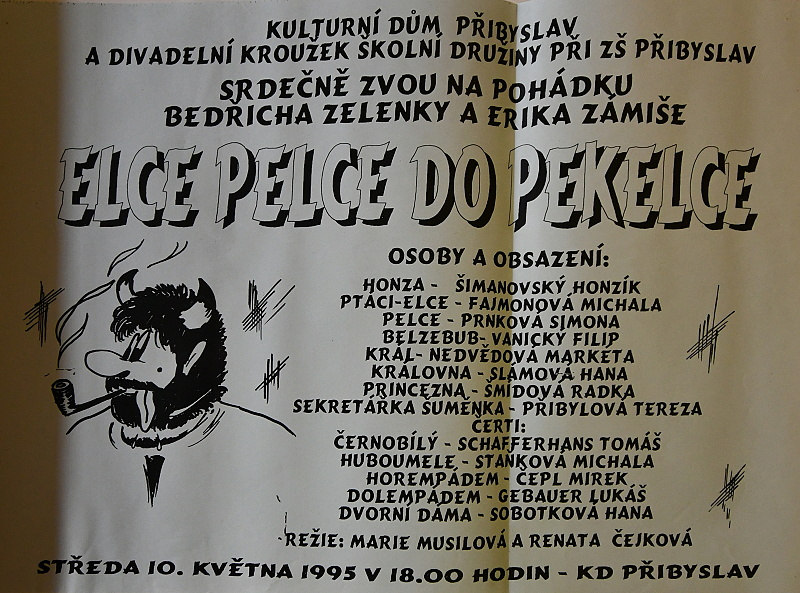 KULTURNÍ DŮM PŘIBYSLAV
A DIVADELNÍ KROUŽEK ŠKOLNÍ DRUŽINY PŘI ZŠ PŘIBYSLAV
SRDEČNĚ ZVOU NA POHÁDKU
BEDŘICHA ZELENKY A ERIKA ZÁMIŠE
ELCE PELCE DO PEKELCE
OSOBY A OBSAZENÍ:
HONZA - ŠIMANOVSKÝ HONZÍK
PTÁCI-ELCE - FAJMONOVÁ MICHALA
PELCE - PRNKOVÁ SIMONA
BELZEBUB- VANICKÝ FILIP
KRÁL- NEDVĚDOVÁ MARKÉTA
KRÁLOVNA - SLÁMOVÁ HANA
PRINCEZNA - ŠMÍDOVÁ RADKA
SEKRETÁŘKA SUMĚNKA - PŘIBYLOVÁ TEREZA
ČERTI:
ČERNOBÍLÝ - SCHAFFERHANS TOMÁŠ
HUBOUMELE - STAŇKOVÁ MICHALA
HOREMPÁDEM - ČEPL MIREK
DOLEMPÁDEM - GEBAUER LUKÁŠ
DVORNÍ DÁMA - SOBOTKOVÁ HANA
REŽIE: MARIE MUSILOVÁ A RENATA ČEJKOVÁ
STŘEDA 10. KVĚTNA 1995 V 18.00 HODIN - KD PŘIBYSLAV